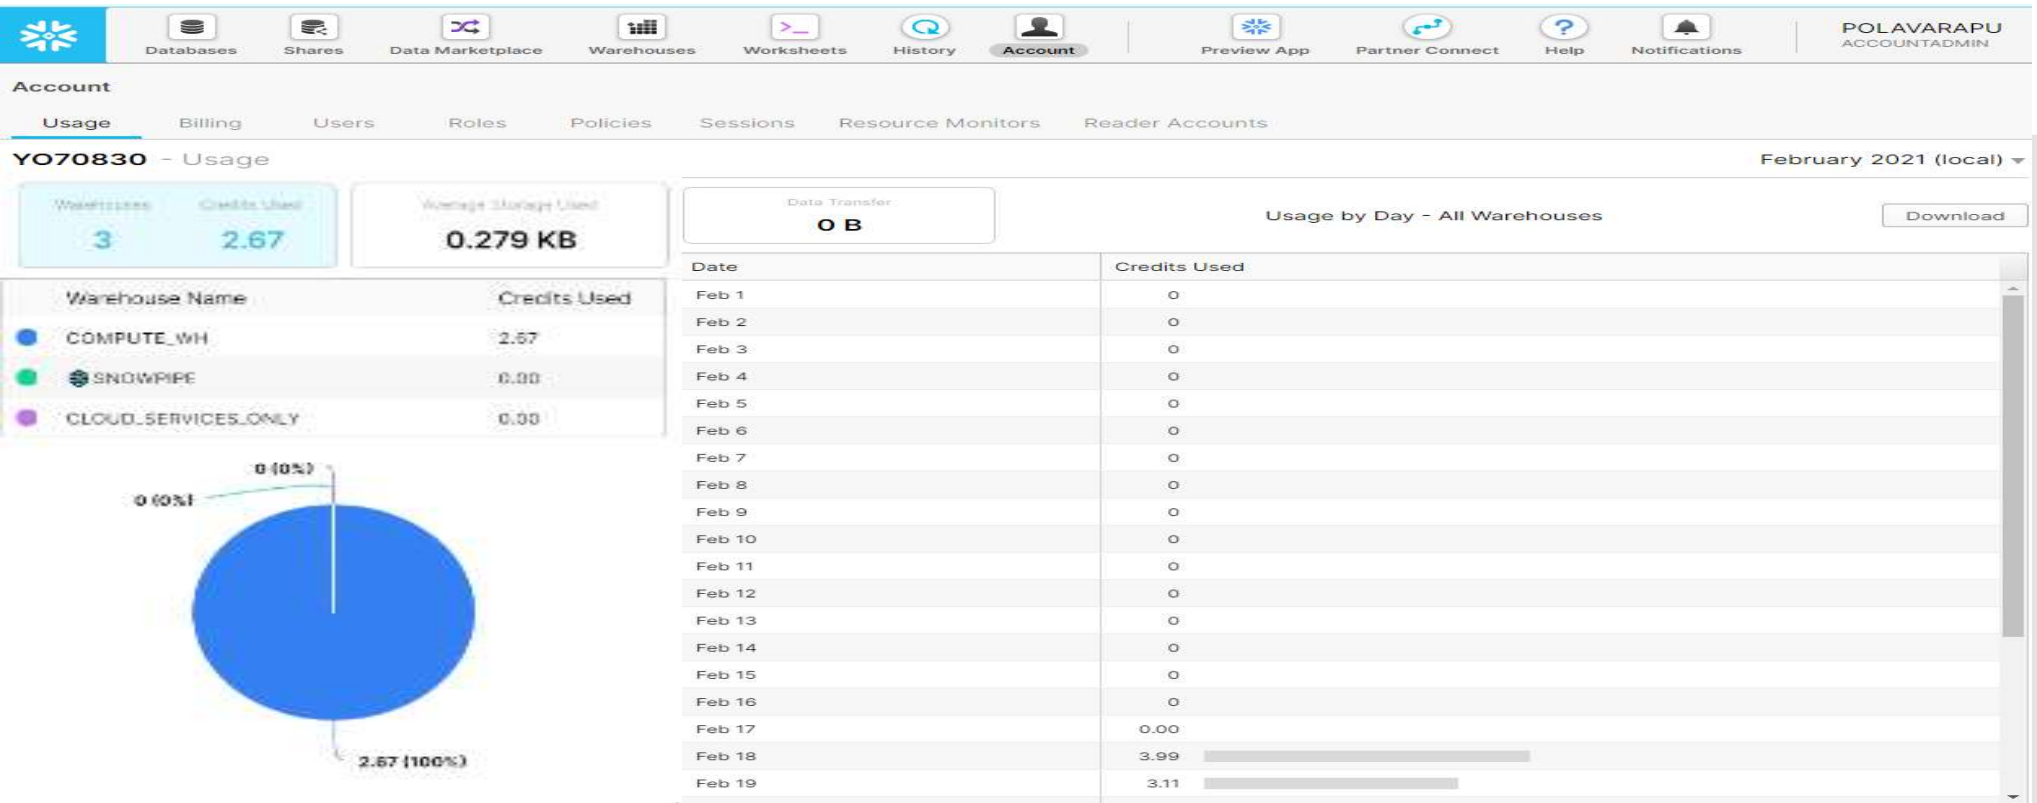 Databases Shares Data Marketplace Warehouses Worksheets History Account Preview App Partner Connect Help Notifications POLAVARAPU
ACCOUNTADMIN
Account
Usage Billing Users Roles Policies Sessions Resource Monitors Reader Accounts
YO70830 - Usage February 2021 (local)
Warehouses Credits Used Average Storage Used Data Transfer
3 2.67 0.279 KB 0 B Usage by Day - All Warehouses Download
Warehouse Name Credits Used
COMPUTE_WH 2.67
SNOWPIPE 0.00
CLOUD_SERVICES_ONLY 0.00
0 (0%)
0 (0%)
2.67 (100%)
Date Credits Used
Feb 1 0
Feb 2 0
Feb 3 0
Feb 4 0
Feb 5 0
Feb 6 0
Feb 7 0
Feb 8 0
Feb 9 0
Feb 10 0
Feb 11 0
Feb 12 0
Feb 13 0
Feb 14 0
Feb 15 0
Feb 16 0
Feb 17 0.00
Feb 18 3.99
Feb 19 3.11